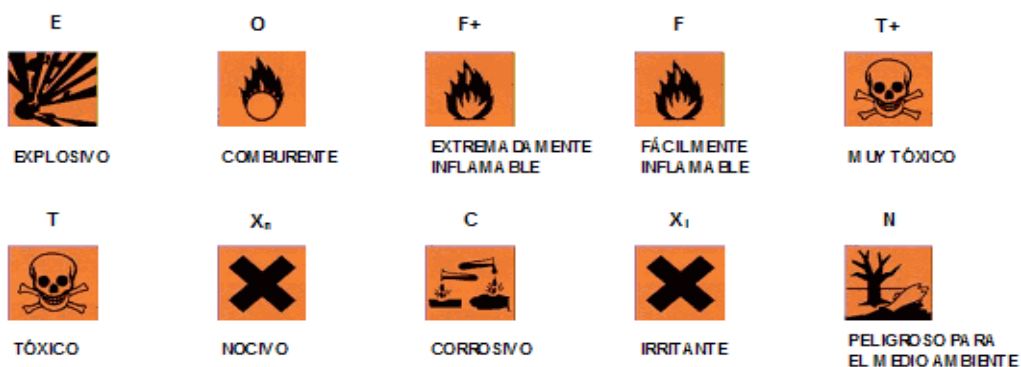 E O F+ F T+
EXPLOSIVO COMBURENTE EXTREMADAMENTE FÁCILMENTE MUY TÓXICO
INFLAMABLE INFLAMABLE
T Xn C Xi N
TÓXICO NOCIVO CORROSIVO IRRITANTE PELIGROSO PARA
EL MEDIO AMBIENTE